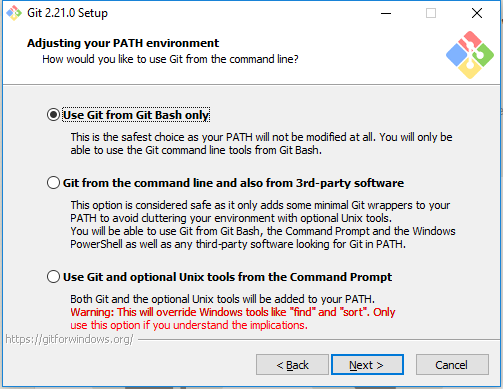 Git 2.21.0 Setup
Adjusting your PATH environment
How would you like to use Git from the command line?
Use Git from Git Bash only
This is the safest choice as your PATH will not be modified at all. You will only be
able to use the Git command line tools from Git Bash.
Git from the command line and also from 3rd-party software
This option is considered safe as it only adds some minimal Git wrappers to your
PATH to avoid cluttering your environment with optional Unix tools.
You will be able to use Git from Git Bash, the Command Prompt and the Windows
PowerShell as well as any third-party software looking for Git in PATH.
Use Git and optional Unix tools from the Command Prompt
Both Git and the optional Unix tools will be added to your PATH.
Warning: This will override Windows tools like "find" and "sort". Only
use this option if you understand the implications.
https://gitforwindows.org/
< Back
Next >
Cancel